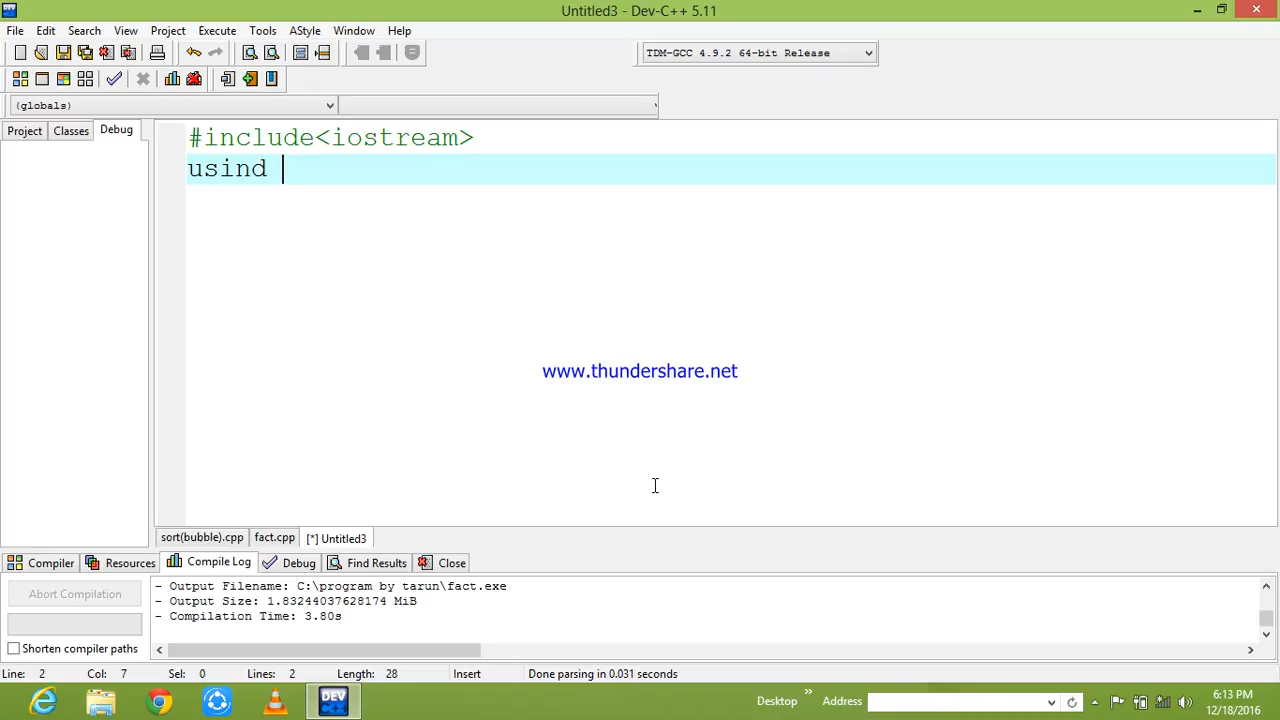 Untitled3 - Dev-C++ 5.11
File Edit Search View Project Execute Tools AStyle Window Help
TDM-GCC 4.9.2 64-bit Release
(globals)
Project Classes Debug
#include<iostream>
usind
www.thundershare.net
sort(bubble).cpp fact.cpp [*] Untitled3
Compiler Resources Compile Log Debug Find Results Close
Abort Compilation
- Output Filename: C:\program by tarun\fact.exe
- Output Size: 1.83244037628174 MiB
- Compilation Time: 3.80s
Shorten compiler paths
Line: 2 Col: 7 Sel: 0 Lines: 2 Length: 28 Insert Done parsing in 0.031 seconds
DEV
Desktop » Address
6:13 PM
12/18/2016